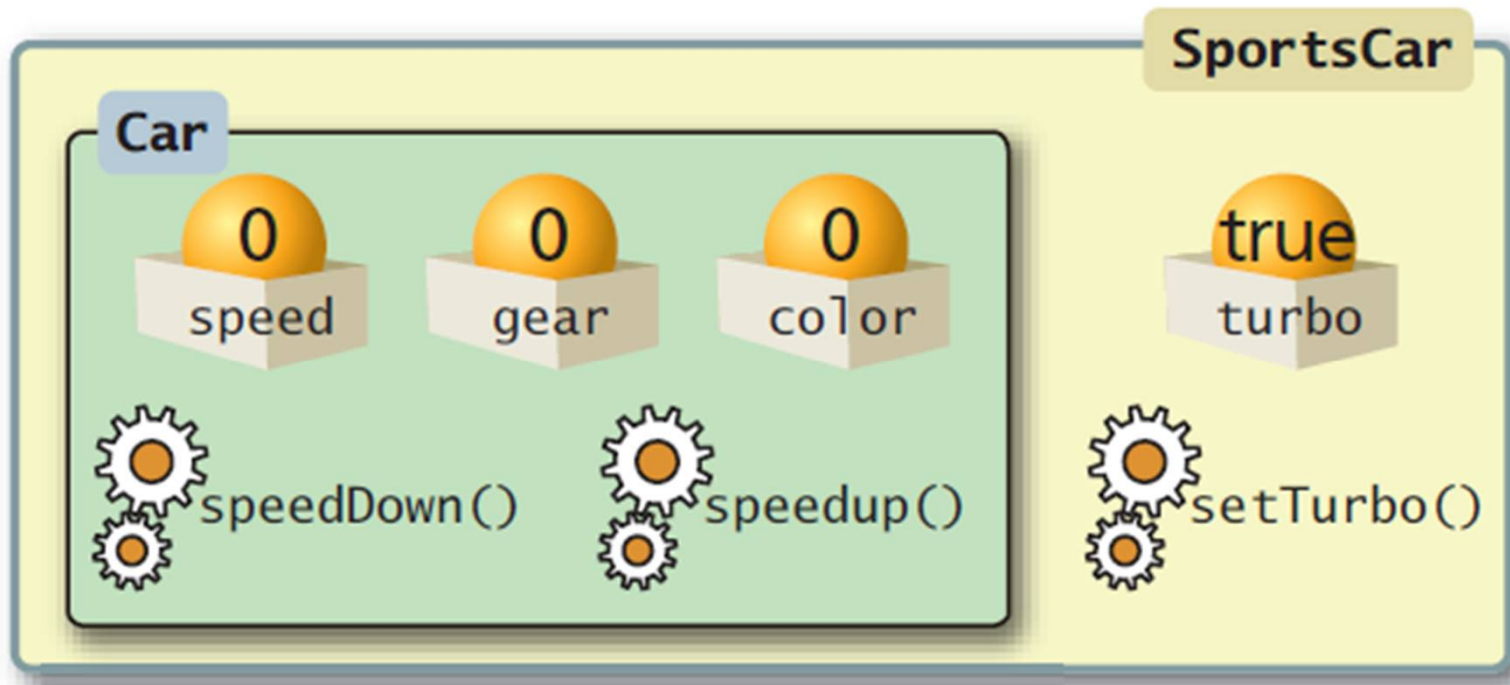 SportsCar
Car
0 0 0 true
speed gear color turbo
speedDown() speedup() setTurbo()